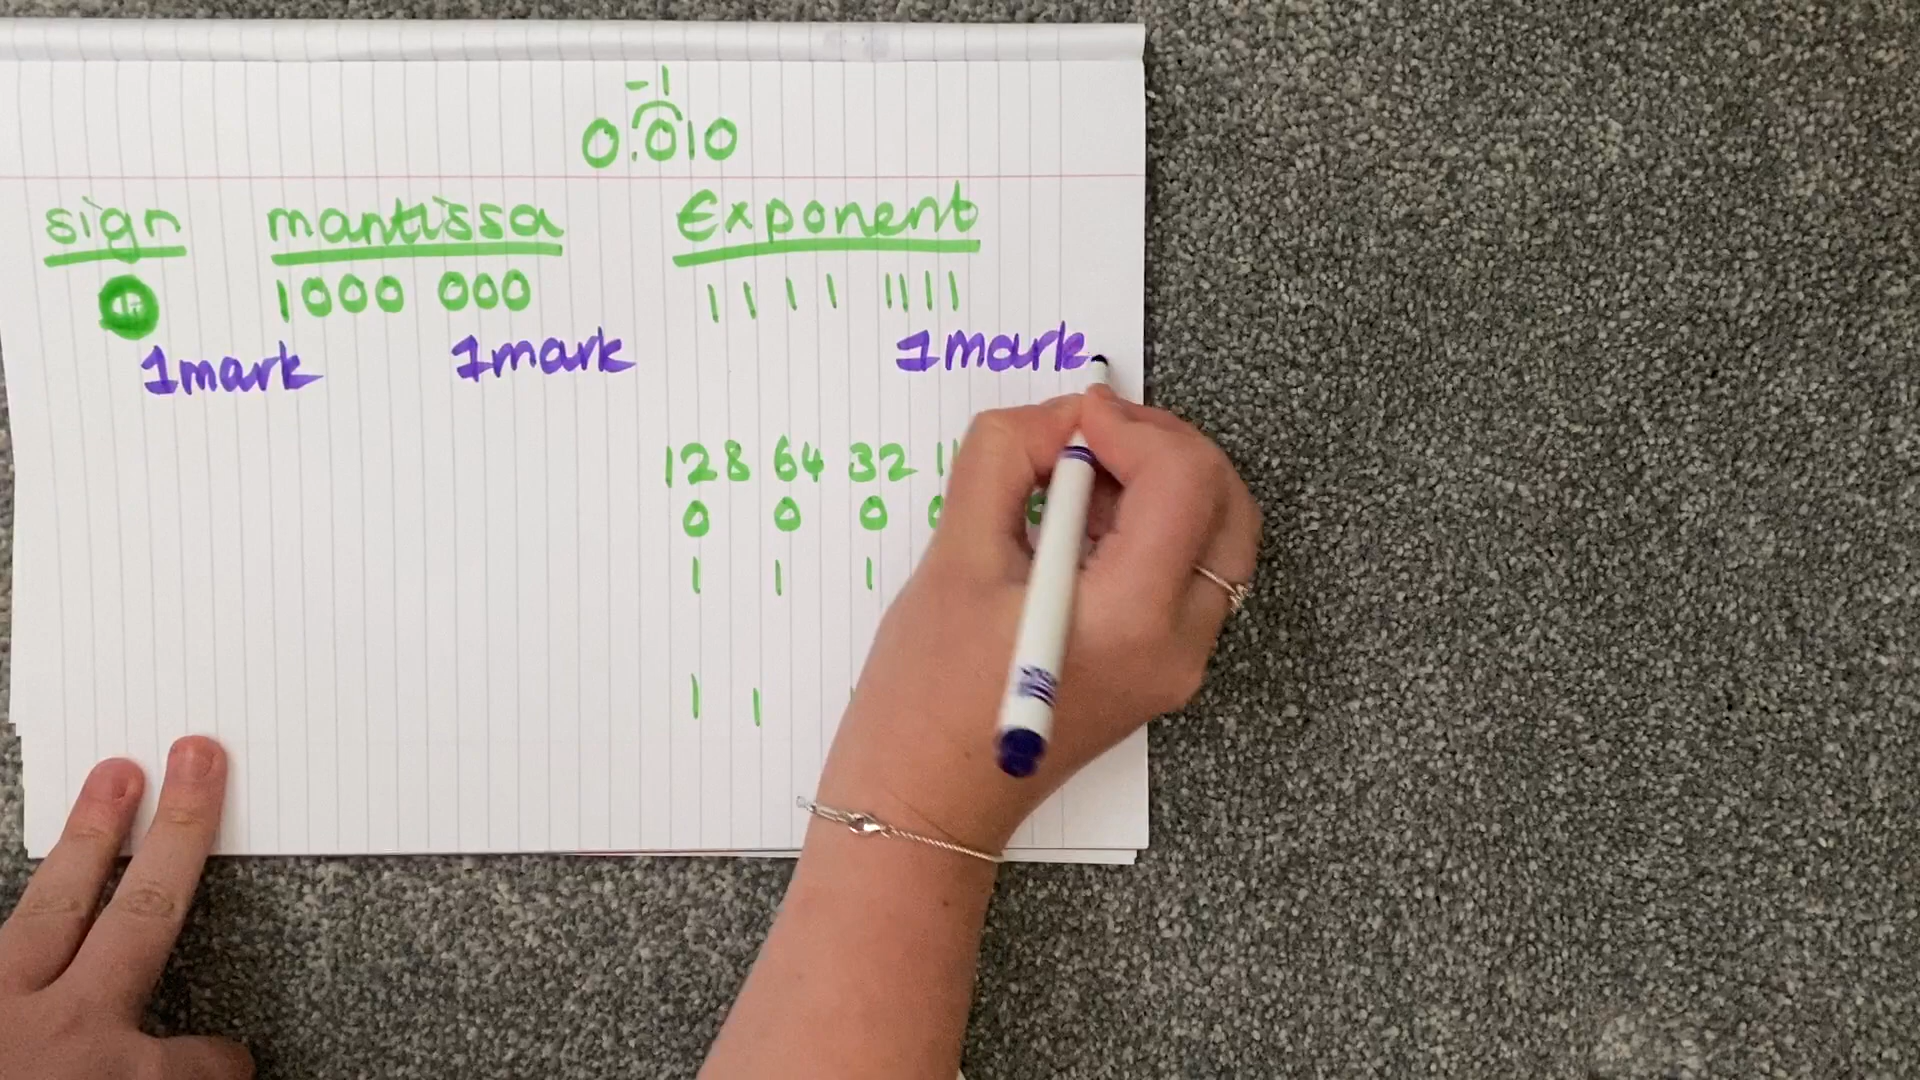 -1
0.010
sign mantissa Exponent
1000 000 1111 1111
1mark 1mark 1mark
128 64 32
0 0 0
1 1 1
1 1